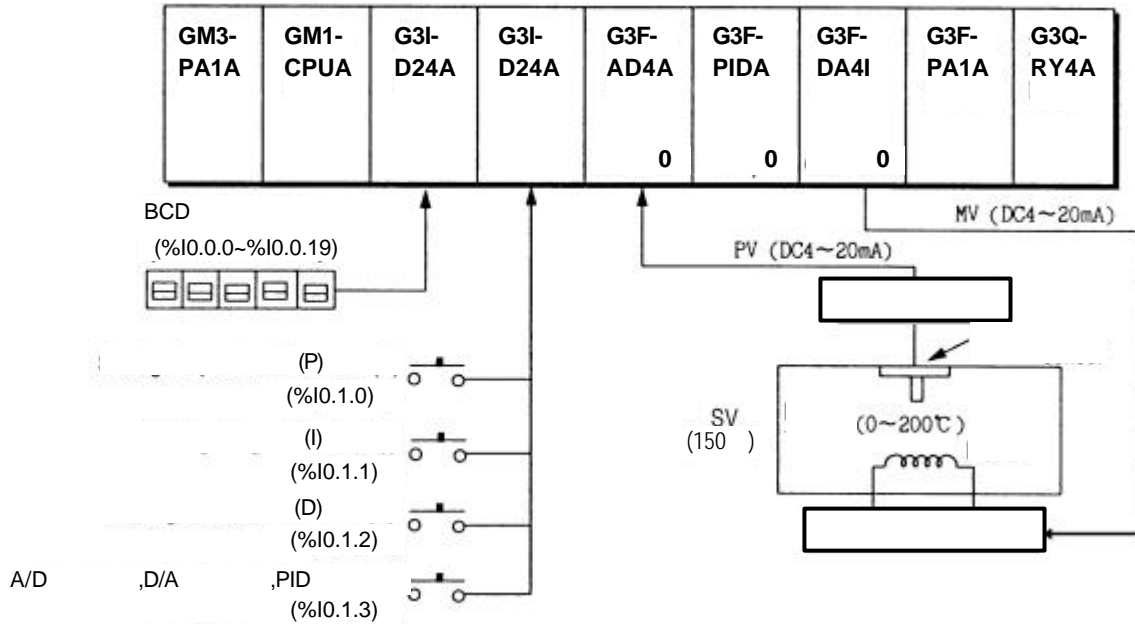 GM3- GM1- G3I- G3I- G3F- G3F- G3F- G3F- G3Q-
PA1A CPUA D24A D24A AD4A PIDA DA4I PA1A RY4A
0 0 0
BCD
(%I0.0.0~%I0.0.19)
MV (DC4~20mA)
PV (DC4~20mA)
(P)
(%I0.1.0)
SV
(150 )
(0~200℃)
(I)
(%I0.1.1)
(D)
(%I0.1.2)
A/D ,D/A ,PID
(%I0.1.3)